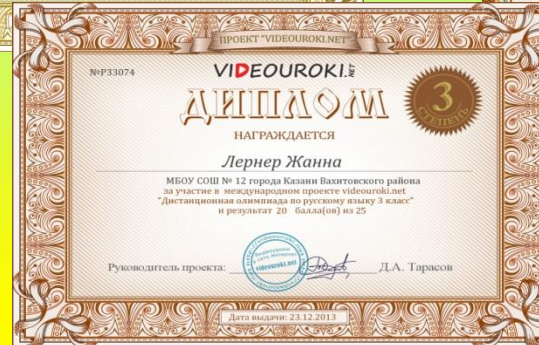 ПРОЕКТ "VIDEOUROKI.NET"
№P33074
VIDEOUROKI.NET
ДИПЛОМ
3
СТЕПЕНЬ
НАГРАЖДАЕТСЯ
Лернер Жанна
МБОУ СОШ № 12 города Казани Вахитовского района
за участие в международном проекте videouroki.net
"Дистанционная олимпиада по русскому языку 3 класс"
и результат 20 балла(ов) из 25
videouroki.net
Руководитель проекта:
Д.А. Тарасов
Дата выдачи: 23.12.2013